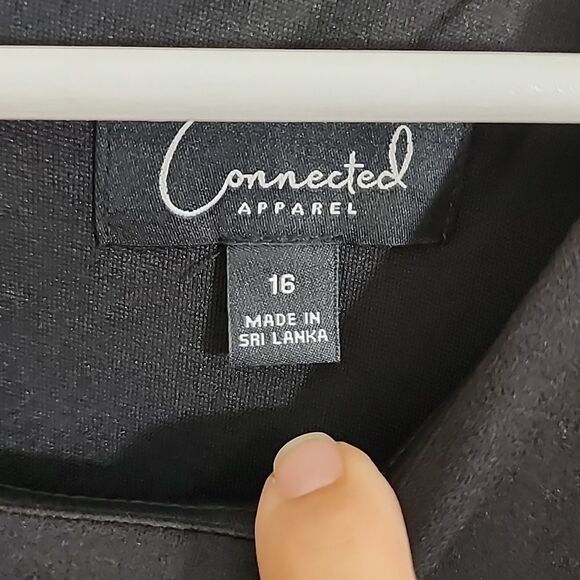 Connected
APPAREL
16
MADE IN
SRI LANKA